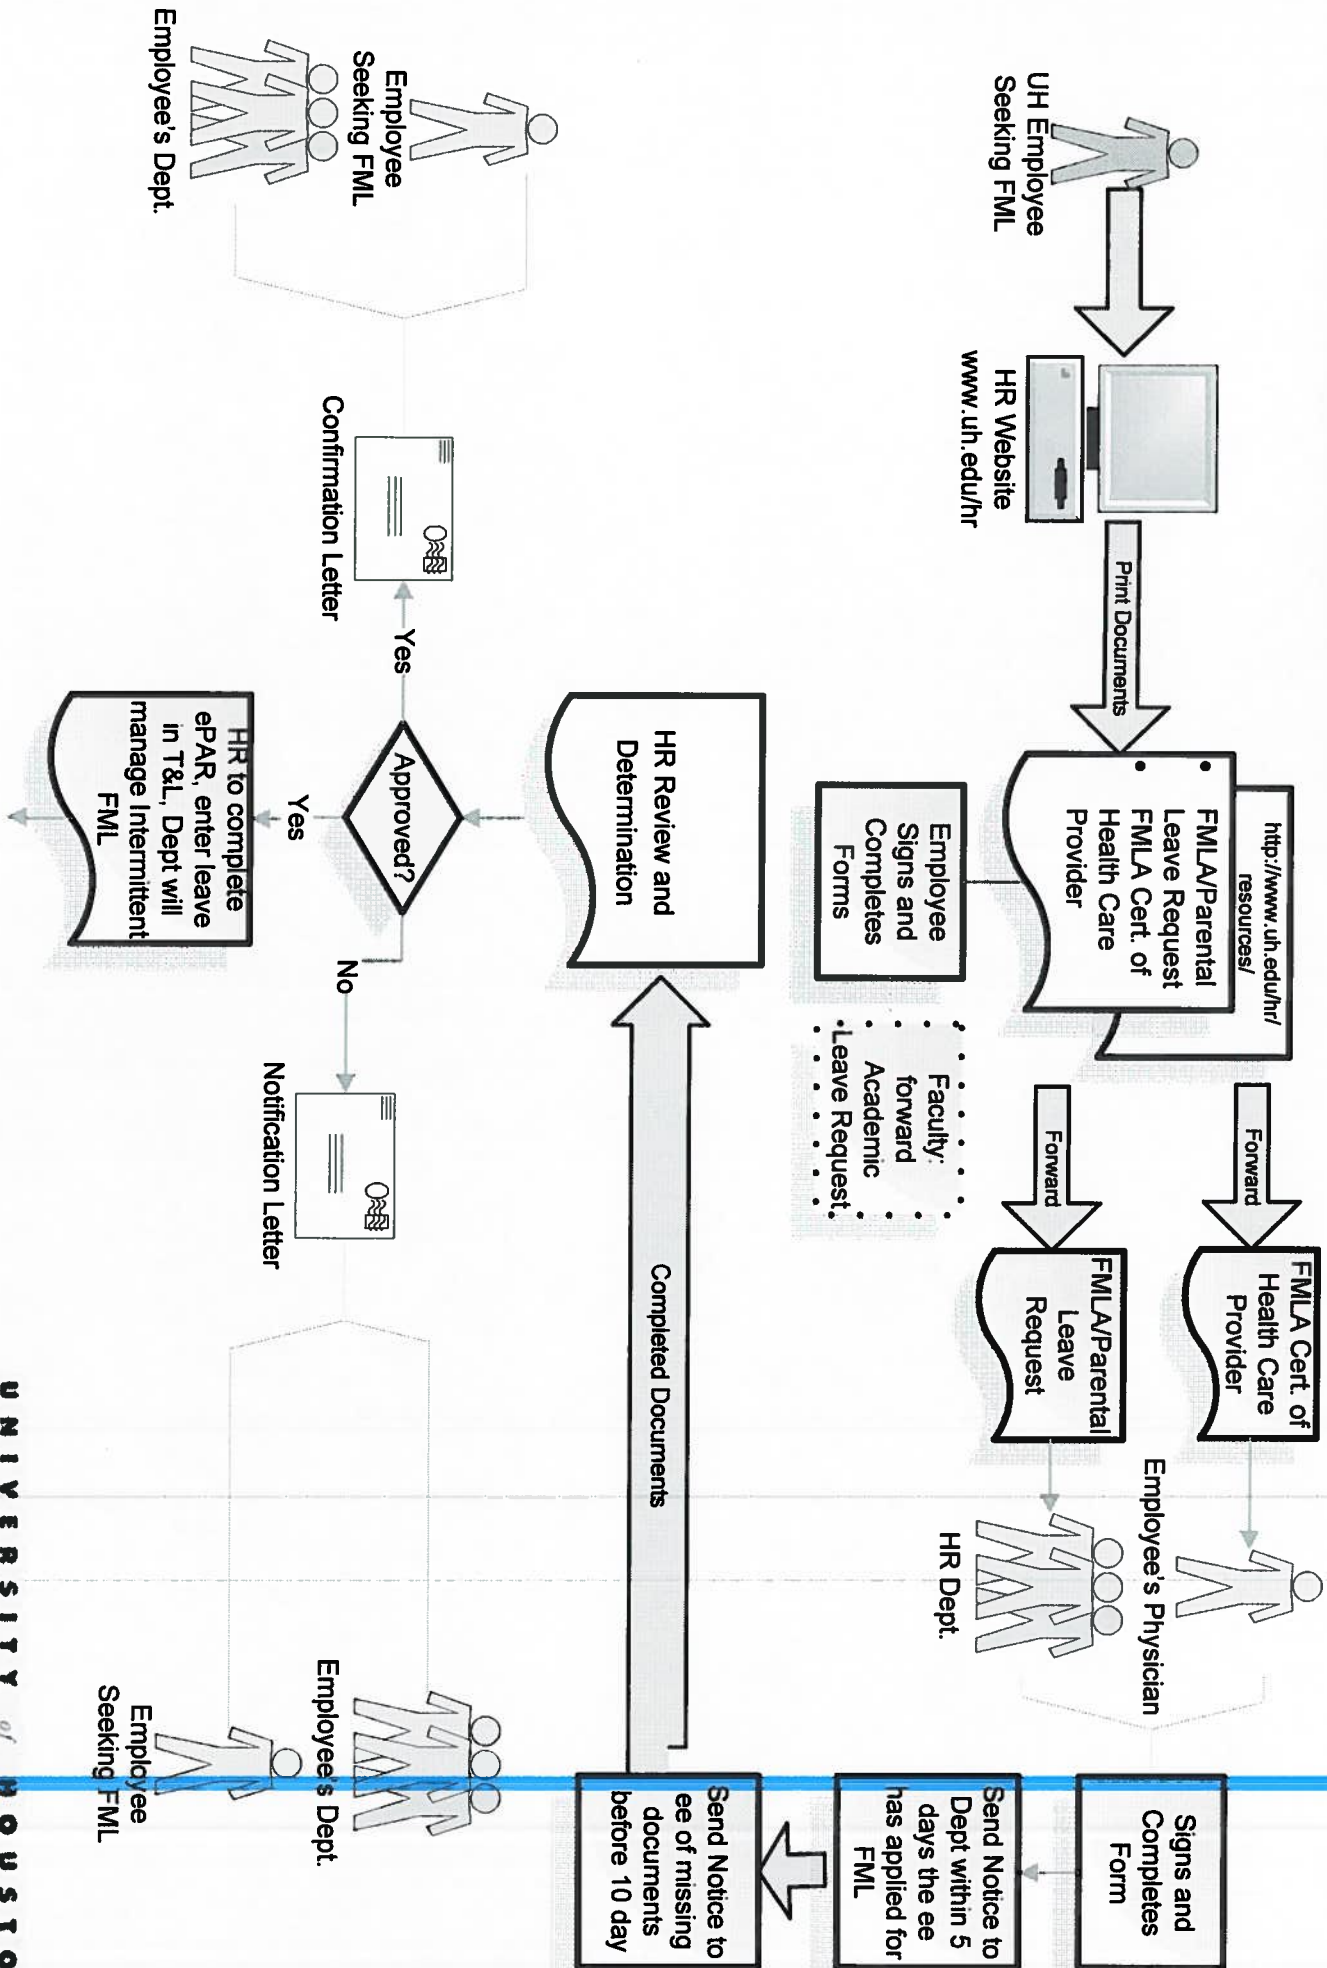 UH Employee
Seeking FML
HR Website
www.uh.edu/hr
Print Documents
http://www.uh.edu/hr/
resources/
• FMLA/Parental
Leave Request
• FMLA Cert. of
Health Care
Provider
Forward
Forward
FMLA Cert. of
Health Care
Provider
FMLA/Parental
Leave
Request
Employee's Physician
HR Dept.
Signs and
Completes
Form
Employee
Signs and
Completes
Forms
Faculty:
forward
Academic
Leave Request
Send Notice to
Dept within 5
days the ee
has applied for
FML
Send Notice to
ee of missing
documents
before 10 day
Completed Documents
HR Review and
Determination
Approved?
Yes
Yes
No
Confirmation Letter
Employee
Seeking FML
Employee's Dept.
HR to complete
ePAR, enter leave
in T&L, Dept will
manage Intermittent
FML
Notification Letter
Employee's Dept.
Employee
Seeking FML
UNIVERSITY of HOUSTO